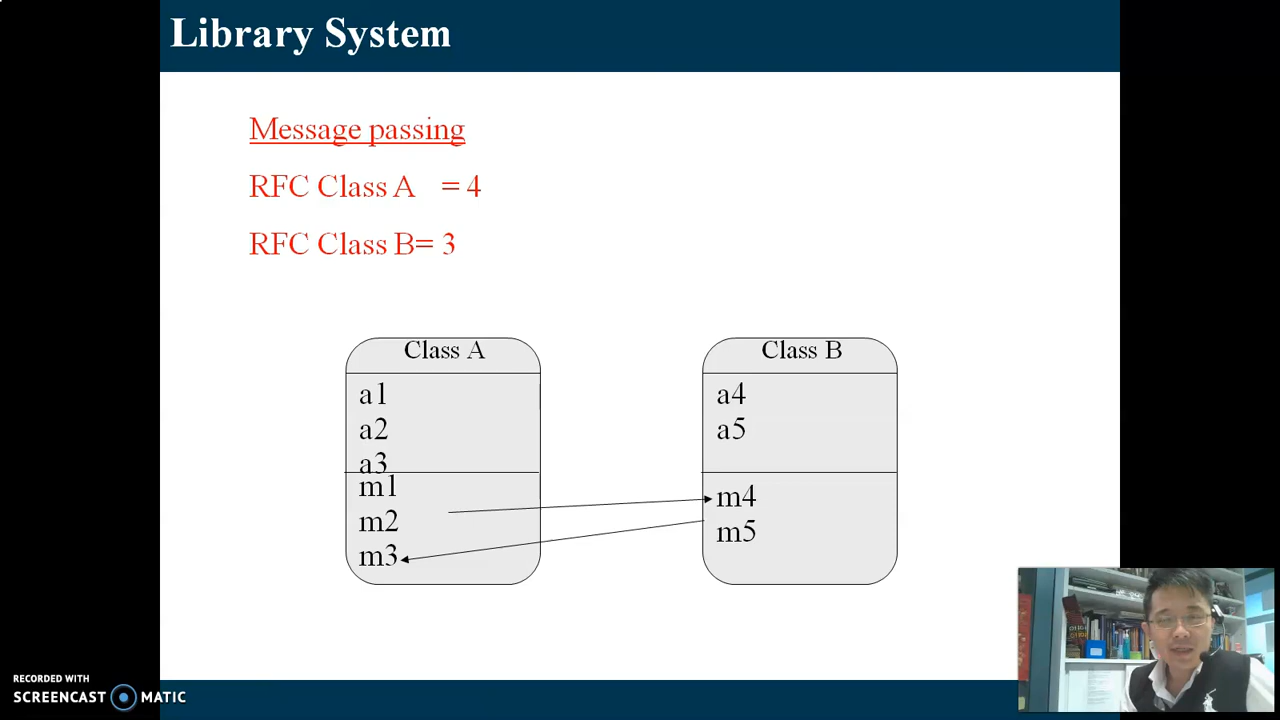 Library System
Message passing
RFC Class A = 4
RFC Class B= 3
Class A
a1
a2
a3
m1
m2
m3
Class B
a4
a5
m4
m5
RECORDED WITH
SCREENCAST MATIC